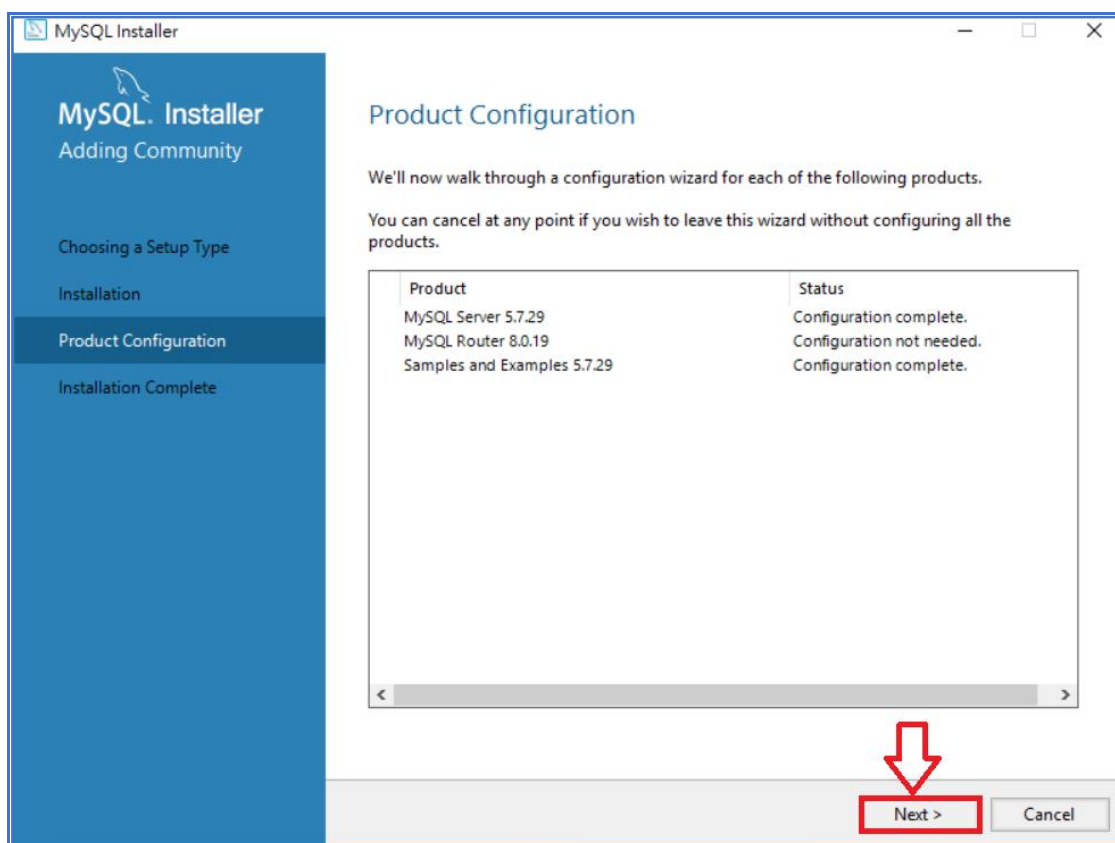 MySQL Installer
MySQL. Installer
Adding Community
Choosing a Setup Type
Installation
Product Configuration
Installation Complete
Product Configuration
We'll now walk through a configuration wizard for each of the following products.
You can cancel at any point if you wish to leave this wizard without configuring all the
products.
Product Status
MySQL Server 5.7.29 Configuration complete.
MySQL Router 8.0.19 Configuration not needed.
Samples and Examples 5.7.29 Configuration complete.
Next > Cancel